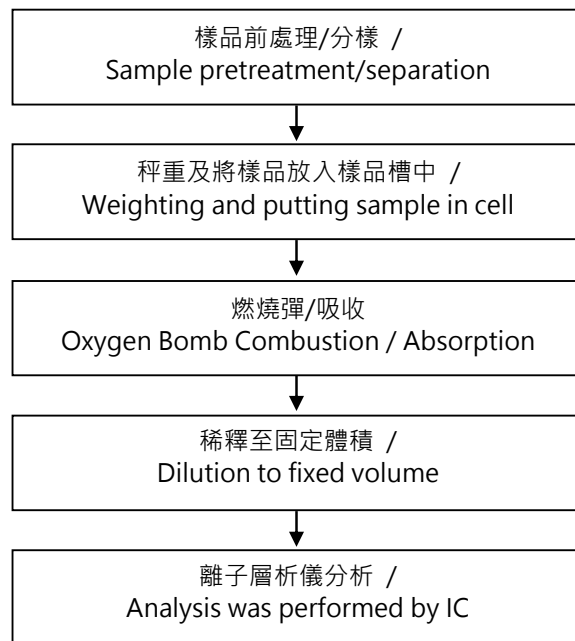 樣品前處理/分樣 /
Sample pretreatment/separation
秤重及將樣品放入樣品槽中 /
Weighting and putting sample in cell
燃燒彈/吸收
Oxygen Bomb Combustion / Absorption
稀釋至固定體積 /
Dilution to fixed volume
離子層析儀分析 /
Analysis was performed by IC